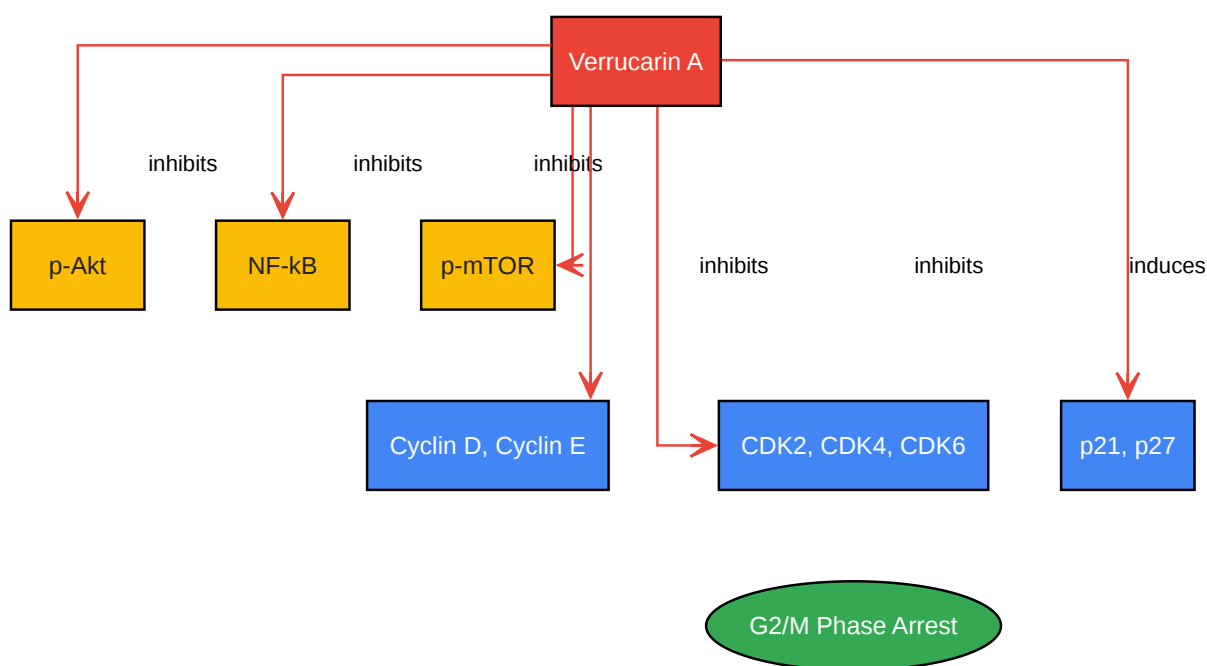 Verrucarin A
inhibits
inhibits
inhibits
p-Akt
NF-kB
p-mTOR
inhibits
inhibits
induces
Cyclin D, Cyclin E
CDK2, CDK4, CDK6
p21, p27
G2/M Phase Arrest